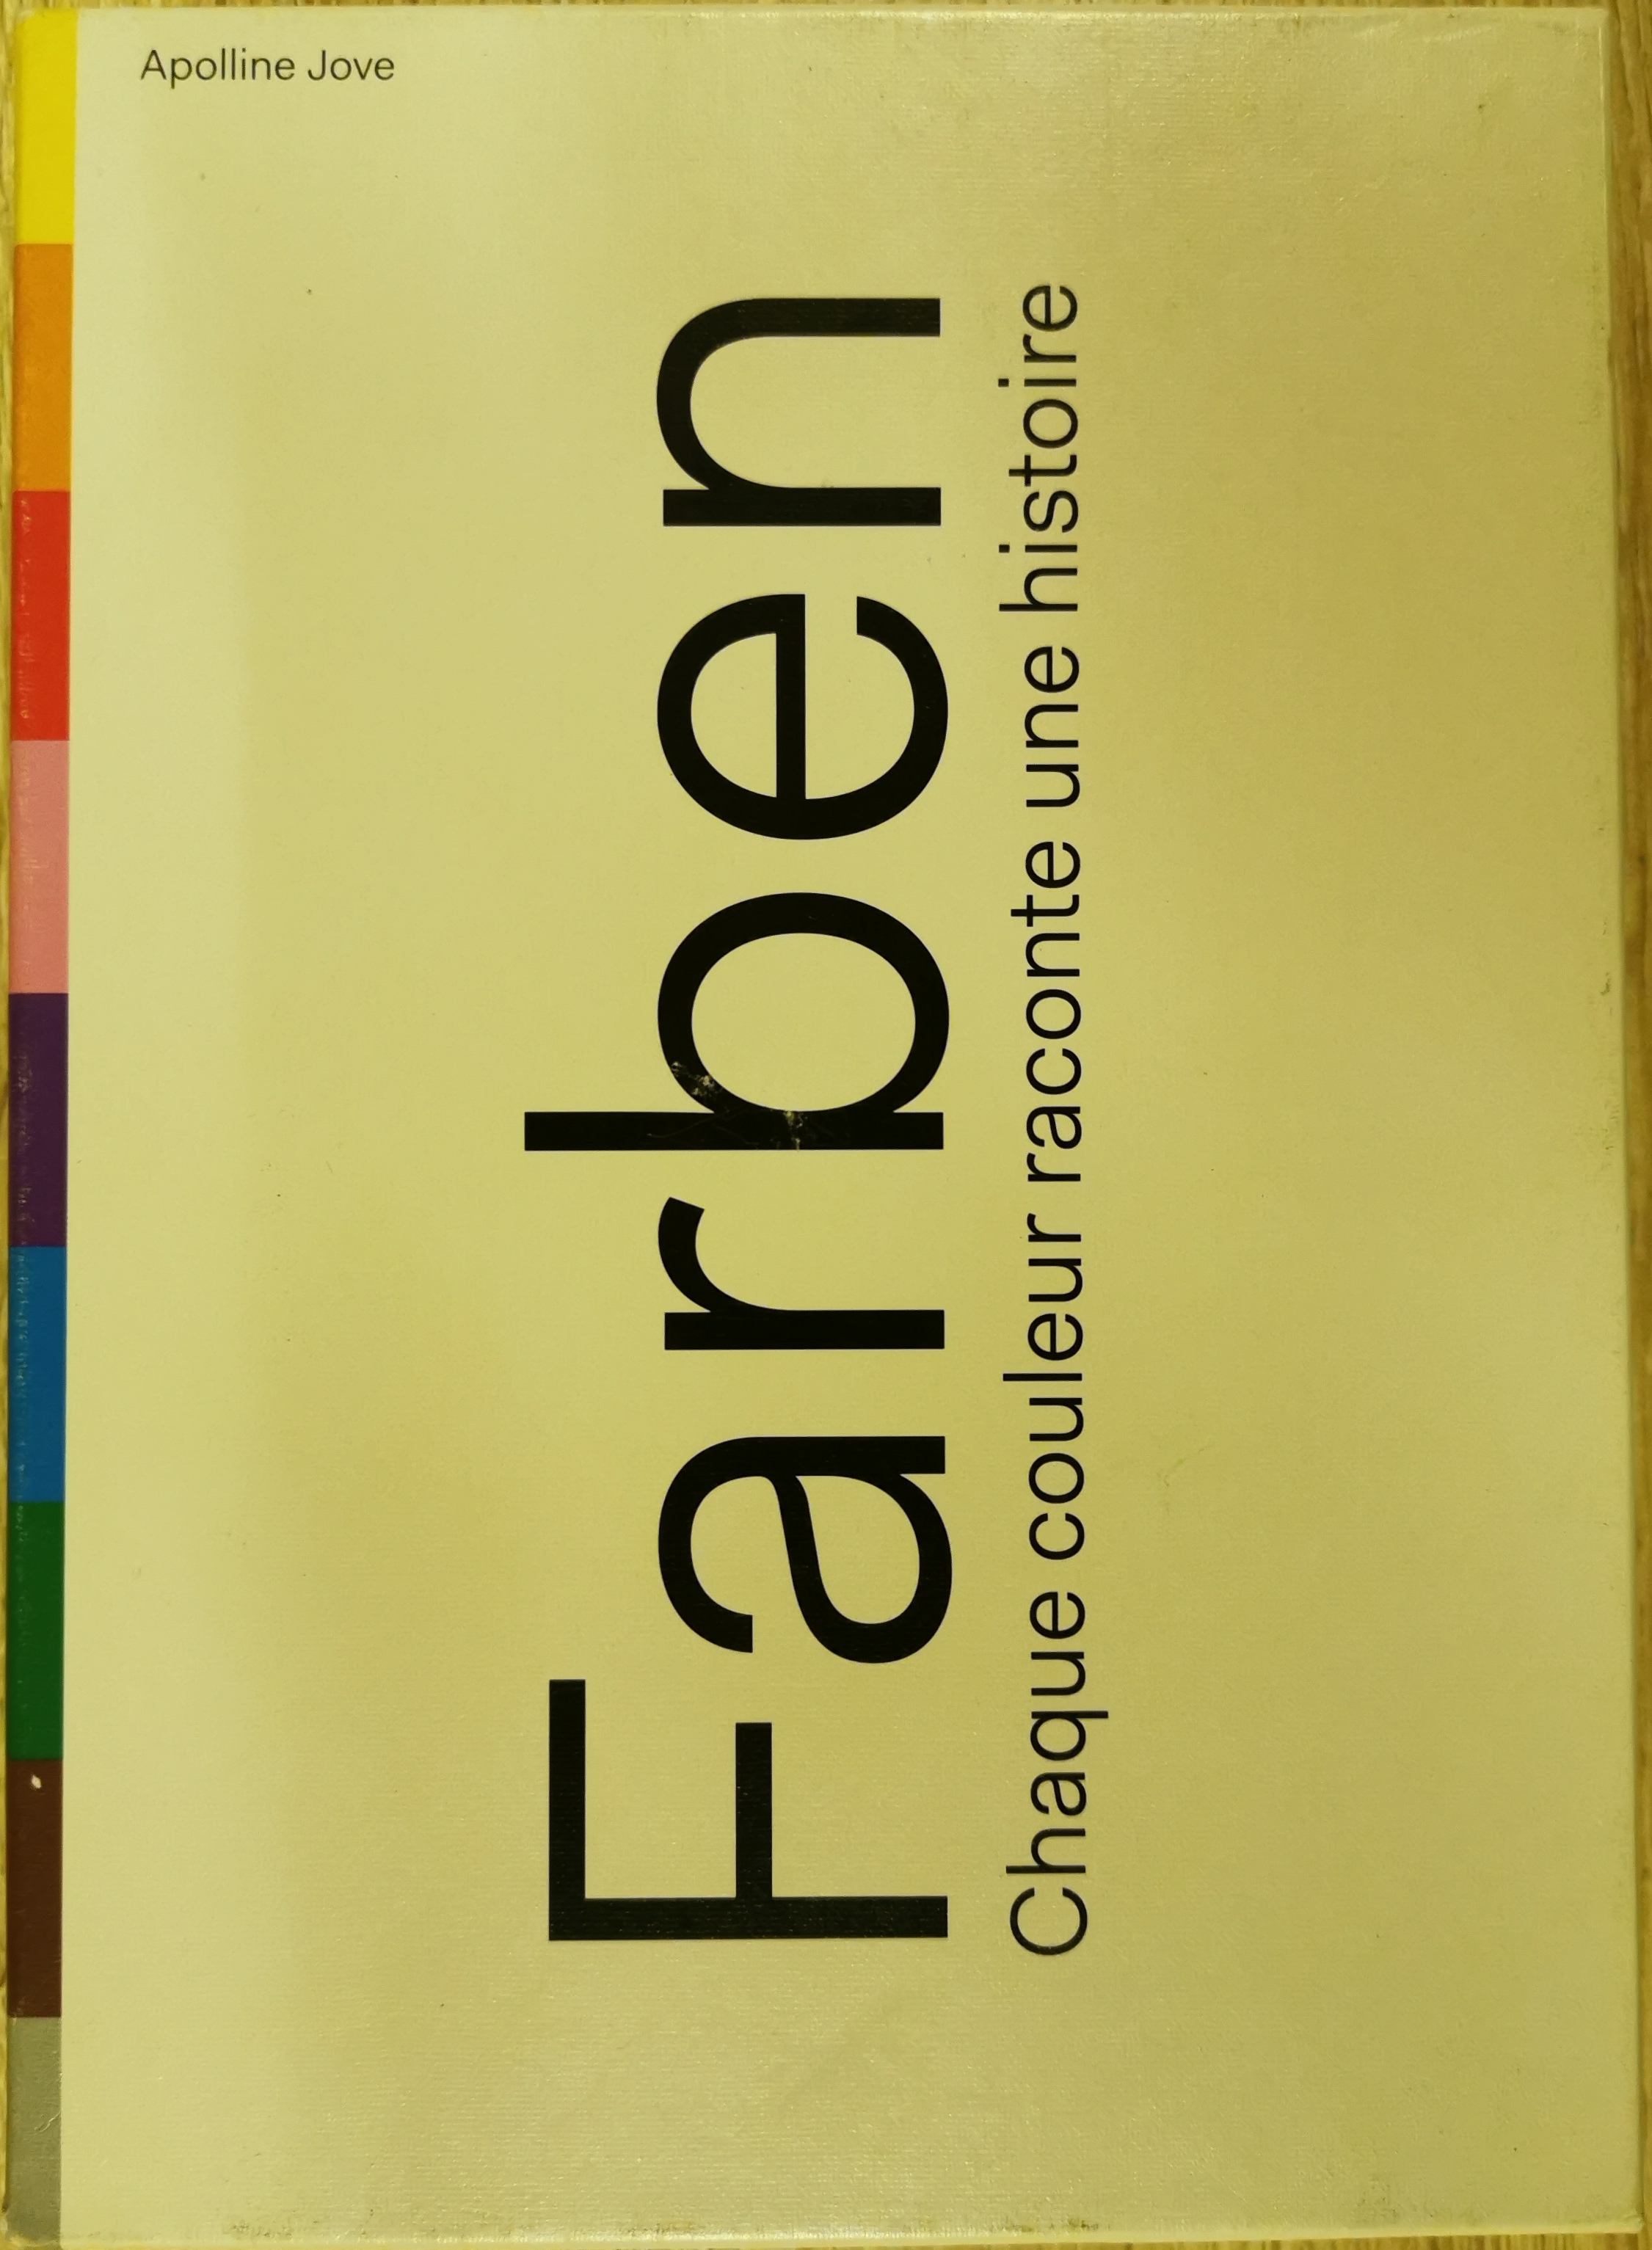 Apolline Jove
Farben
Chaque couleur raconte une histoire